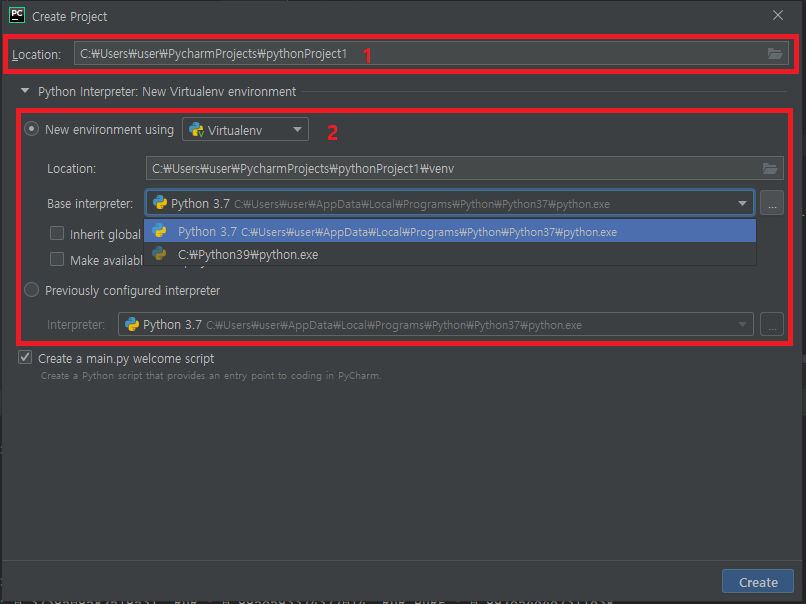 PC Create Project
Location: C:₩Users₩user₩PycharmProjects₩pythonProject1 1
Python Interpreter: New Virtualenv environment
New environment using Virtualenv 2
Location: C:₩Users₩user₩PycharmProjects₩pythonProject1₩venv
Base interpreter: Python 3.7 C:₩Users₩user₩AppData₩Local₩Programs₩Python₩Python37₩python.exe ...
Python 3.7 C:₩Users₩user₩AppData₩Local₩Programs₩Python₩Python37₩python.exe
Inherit global
C:₩Python39₩python.exe
Make availabl
Previously configured interpreter
Interpreter: Python 3.7 C:₩Users₩user₩AppData₩Local₩Programs₩Python₩Python37₩python.exe ...
Create a main.py welcome script
Create a Python script that provides an entry point to coding in PyCharm.
Create